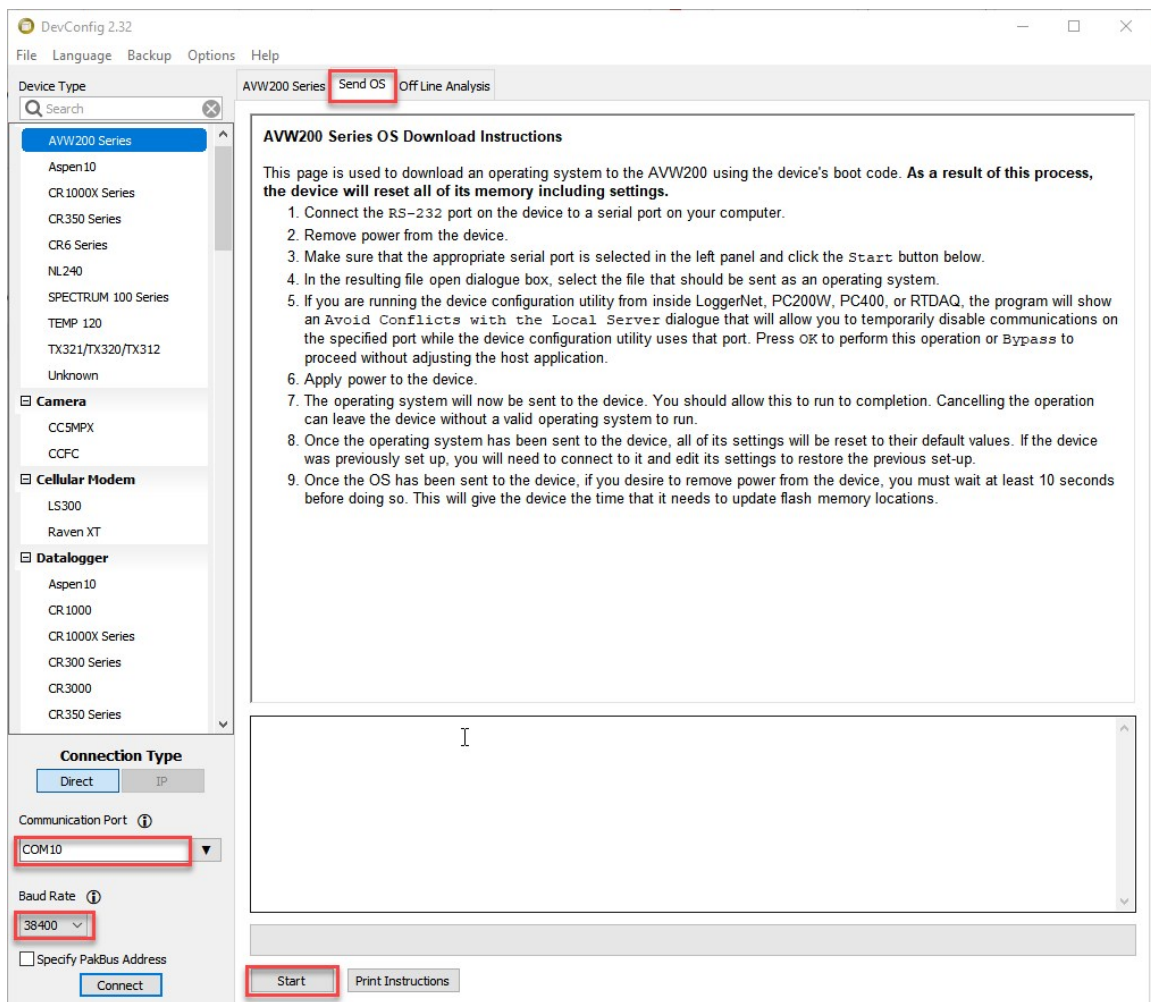 DevConfig 2.32
File Language Backup Options Help
Device Type
Search
AVW200 Series
Aspen10
CR1000X Series
CR350 Series
CR6 Series
NL240
SPECTRUM 100 Series
TEMP 120
TX321/TX320/TX312
Unknown
Camera
CC5MPX
CCFC
Cellular Modem
LS300
Raven XT
Datalogger
Aspen10
CR1000
CR1000X Series
CR300 Series
CR3000
CR350 Series
Connection Type
Direct IP
Communication Port
COM10
Baud Rate
38400
Specify PakBus Address
Connect
AVW200 Series Send OS Off Line Analysis
AVW200 Series OS Download Instructions
This page is used to download an operating system to the AVW200 using the device's boot code. As a result of this process,
the device will reset all of its memory including settings.
1. Connect the RS-232 port on the device to a serial port on your computer.
2. Remove power from the device.
3. Make sure that the appropriate serial port is selected in the left panel and click the Start button below.
4. In the resulting file open dialogue box, select the file that should be sent as an operating system.
5. If you are running the device configuration utility from inside LoggerNet, PC200W, PC400, or RTDAQ, the program will show
an Avoid Conflicts with the Local Server dialogue that will allow you to temporarily disable communications on
the specified port while the device configuration utility uses that port. Press OK to perform this operation or Bypass to
proceed without adjusting the host application.
6. Apply power to the device.
7. The operating system will now be sent to the device. You should allow this to run to completion. Cancelling the operation
can leave the device without a valid operating system to run.
8. Once the operating system has been sent to the device, all of its settings will be reset to their default values. If the device
was previously set up, you will need to connect to it and edit its settings to restore the previous set-up.
9. Once the OS has been sent to the device, if you desire to remove power from the device, you must wait at least 10 seconds
before doing so. This will give the device the time that it needs to update flash memory locations.
Start Print Instructions